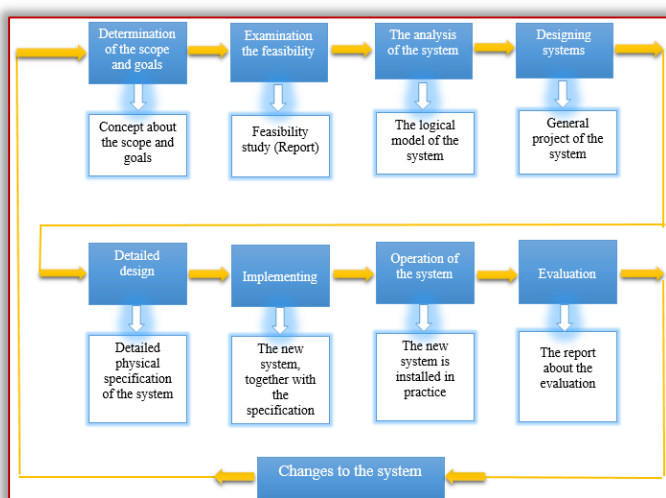 Determination
of the scope
and goals
Examination
the feasibility
The analysis
of the system
Designing
systems
Concept about
the scope and
goals
Feasibility
study (Report)
The logical
model of the
system
General
project of the
system
Detailed
design
Implementing
Operation of
the system
Evaluation
Detailed
physical
specification
of the system
The new
system,
together with
the
specification
The new
system is
installed in
practice
The report
about the
evaluation
Changes to the system